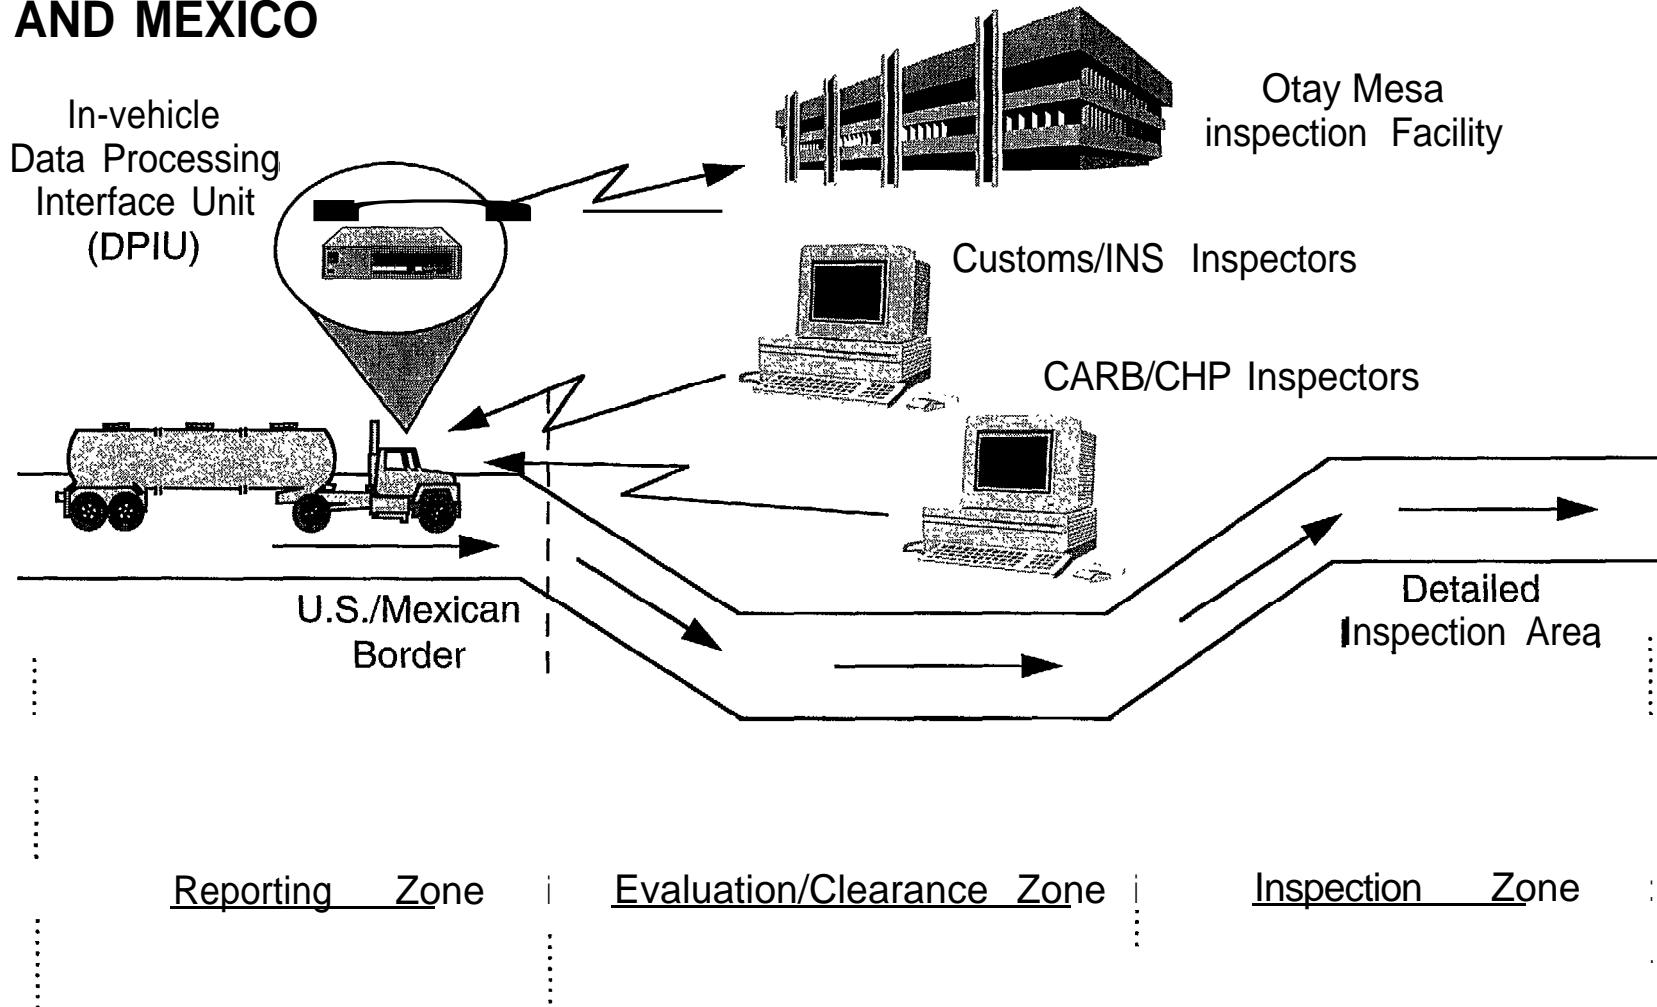 AND MEXICO
In-vehicle
Data Processing
Interface Unit
(DPIU)
Otay Mesa
inspection Facility
Customs/INS Inspectors
CARB/CHP Inspectors
U.S./Mexican
Border
Detailed
Inspection Area
Reporting Zone
Evaluation/Clearance Zone
Inspection Zone